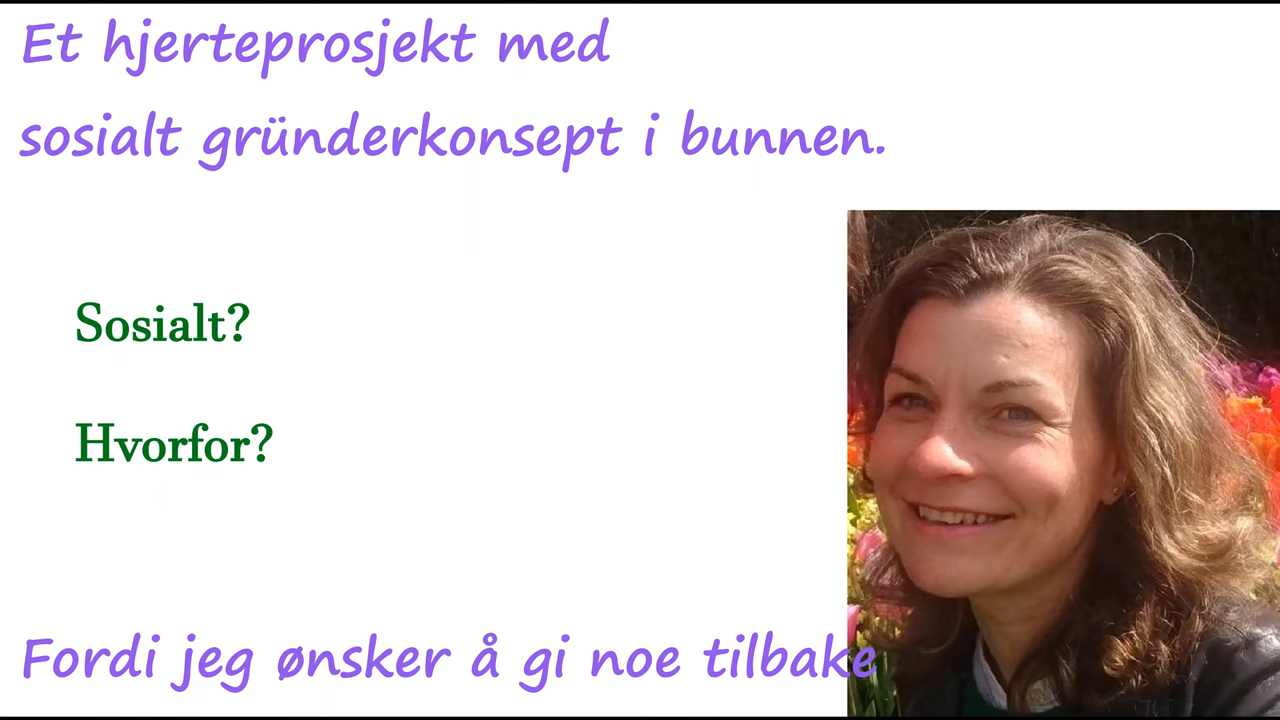 Et hjerteprosjekt med
sosialt gründerkonsept i bunnen.
Sosialt?
Hvorfor?
Fordi jeg ønsker å gi noe tilbake